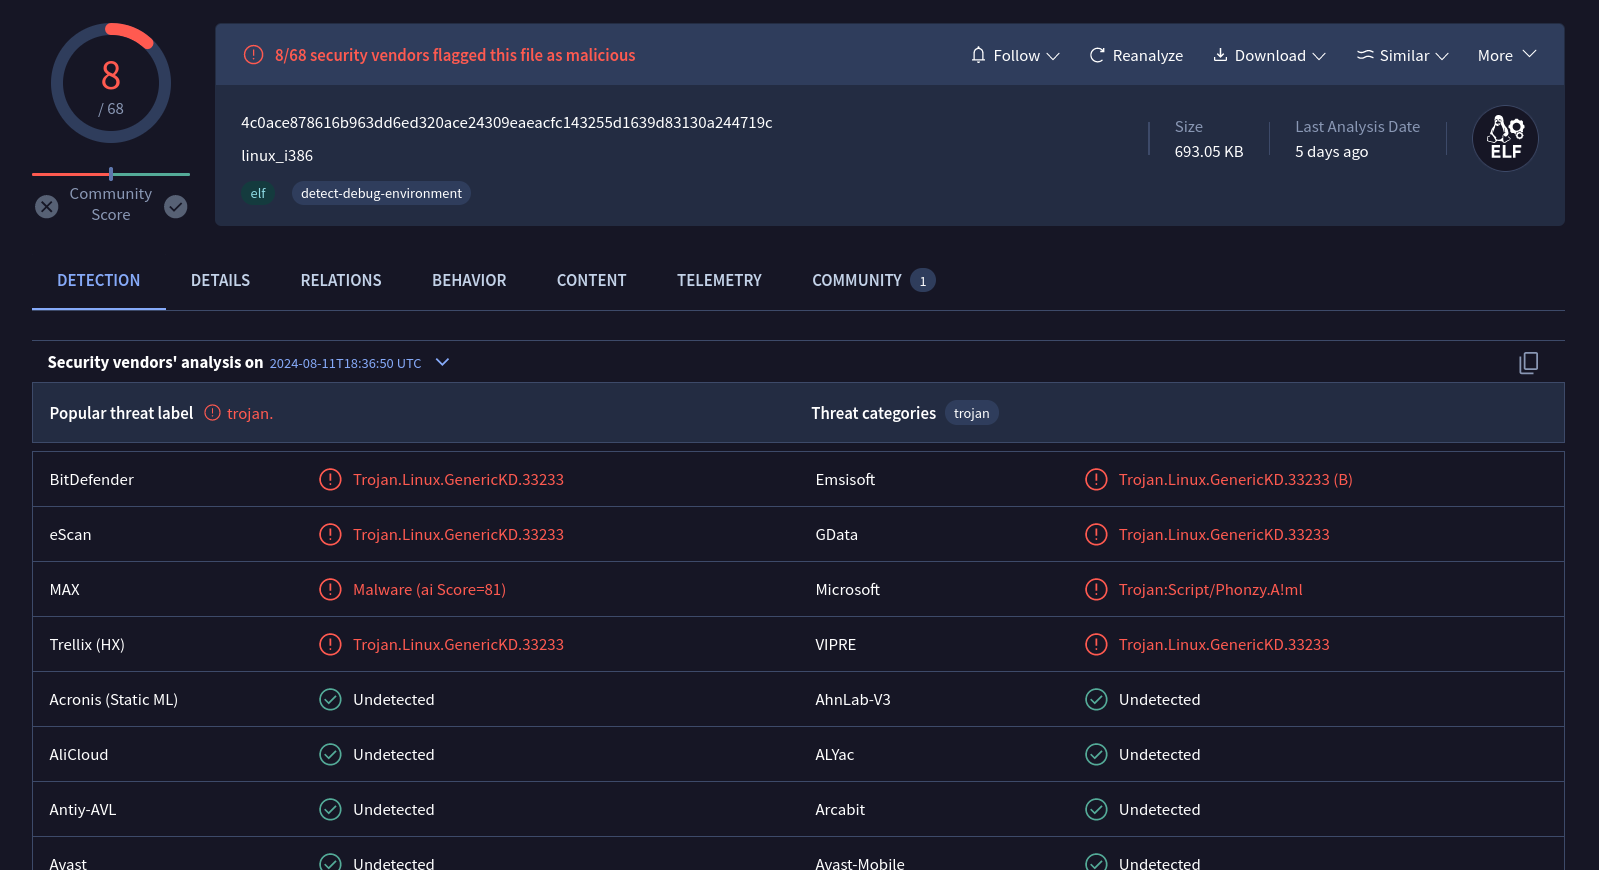 8
/ 68
Community
Score
8/68 security vendors flagged this file as malicious
Follow
Reanalyze
Download
Similar
More
4c0ace878616b963dd6ed320ace24309eaeacfc143255d1639d83130a244719c
linux_i386
elf
detect-debug-environment
Size
693.05 KB
Last Analysis Date
5 days ago
ELF
DETECTION DETAILS RELATIONS BEHAVIOR CONTENT TELEMETRY COMMUNITY 1
Security vendors' analysis on 2024-08-11T18:36:50 UTC
Popular threat label trojan. Threat categories trojan
BitDefender Trojan.Linux.GenericKD.33233 Emsisoft Trojan.Linux.GenericKD.33233 (B)
eScan Trojan.Linux.GenericKD.33233 GData Trojan.Linux.GenericKD.33233
MAX Malware (ai Score=81) Microsoft Trojan:Script/Phonzy.A!ml
Trellix (HX) Trojan.Linux.GenericKD.33233 VIPRE Trojan.Linux.GenericKD.33233
Acronis (Static ML) Undetected AhnLab-V3 Undetected
AliCloud Undetected ALYac Undetected
Antiy-AVL Undetected Arcabit Undetected
Avast Undetected Avast-Mobile Undetected